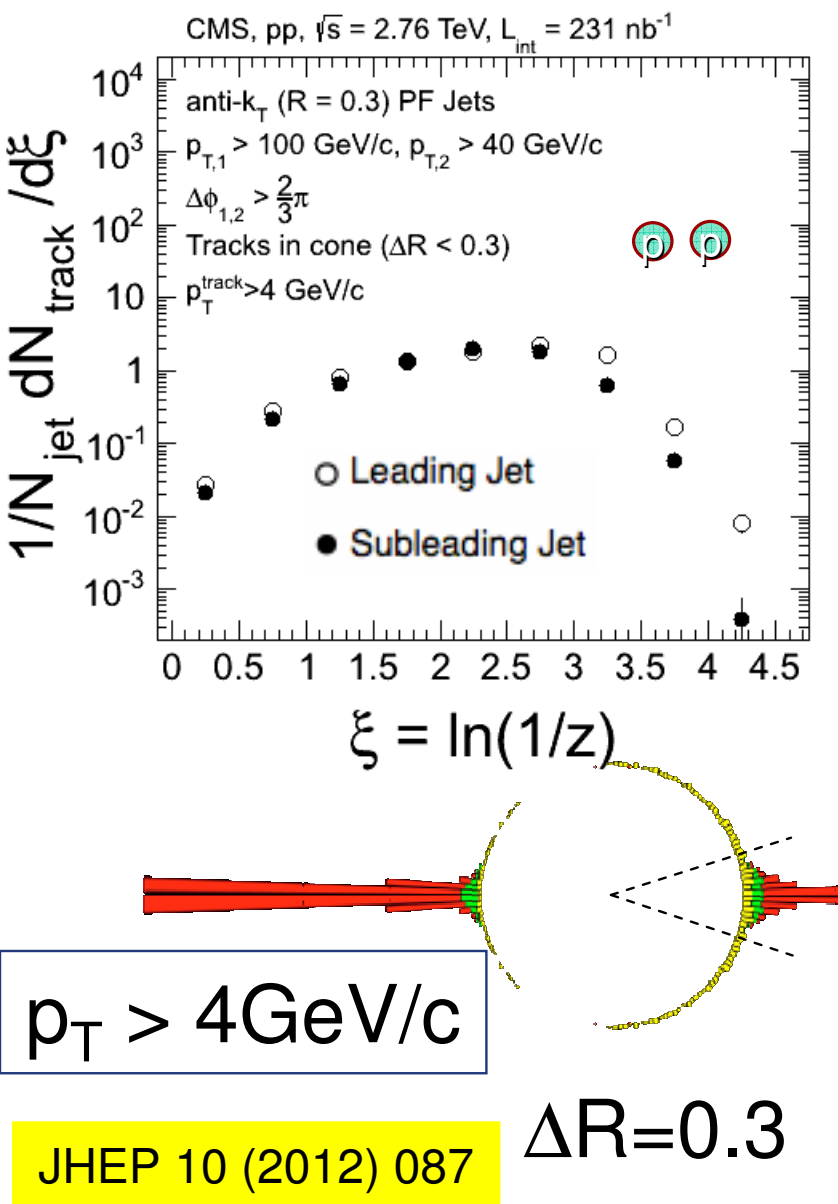 CMS, pp, √s = 2.76 TeV, L_int = 231 nb⁻¹
10⁴
10³
10²
10
1
10⁻¹
10⁻²
10⁻³
1/N_jet dN_track/dξ
anti-k_T (R = 0.3) PF Jets
p_T,1 > 100 GeV/c, p_T,2 > 40 GeV/c
Δϕ_1,2 > 2/3 π
Tracks in cone (ΔR < 0.3)
p_T^track>4 GeV/c
p p
Leading Jet
Subleading Jet
0 0.5 1 1.5 2 2.5 3 3.5 4 4.5
ξ = ln(1/z)
p_T > 4GeV/c
ΔR=0.3
JHEP 10 (2012) 087